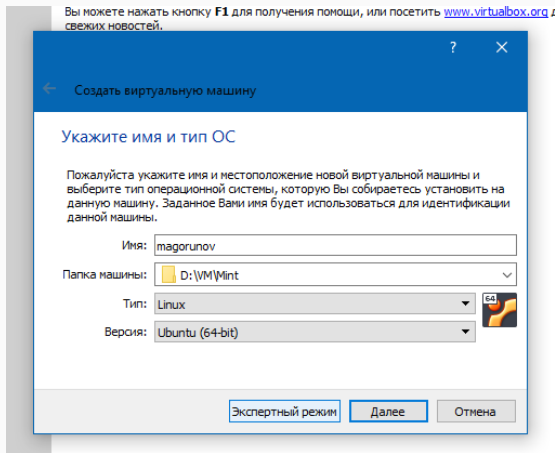 Вы можете нажать кнопку F1 для получения помощи, или посетить www.virtualbox.org д
свежих новостей.
?
Создать виртуальную машину
Укажите имя и тип ОС
Пожалуйста укажите имя и местоположение новой виртуальной машины и
выберите тип операционной системы, которую Вы собираетесь установить на
данную машину. Заданное Вами имя будет использоваться для идентификации
данной машины.
Имя: magorunov
Папка машины: D:\VM\Mint
Тип: Linux
64
Версия: Ubuntu (64-bit)
Экспертный режим Далее Отмена